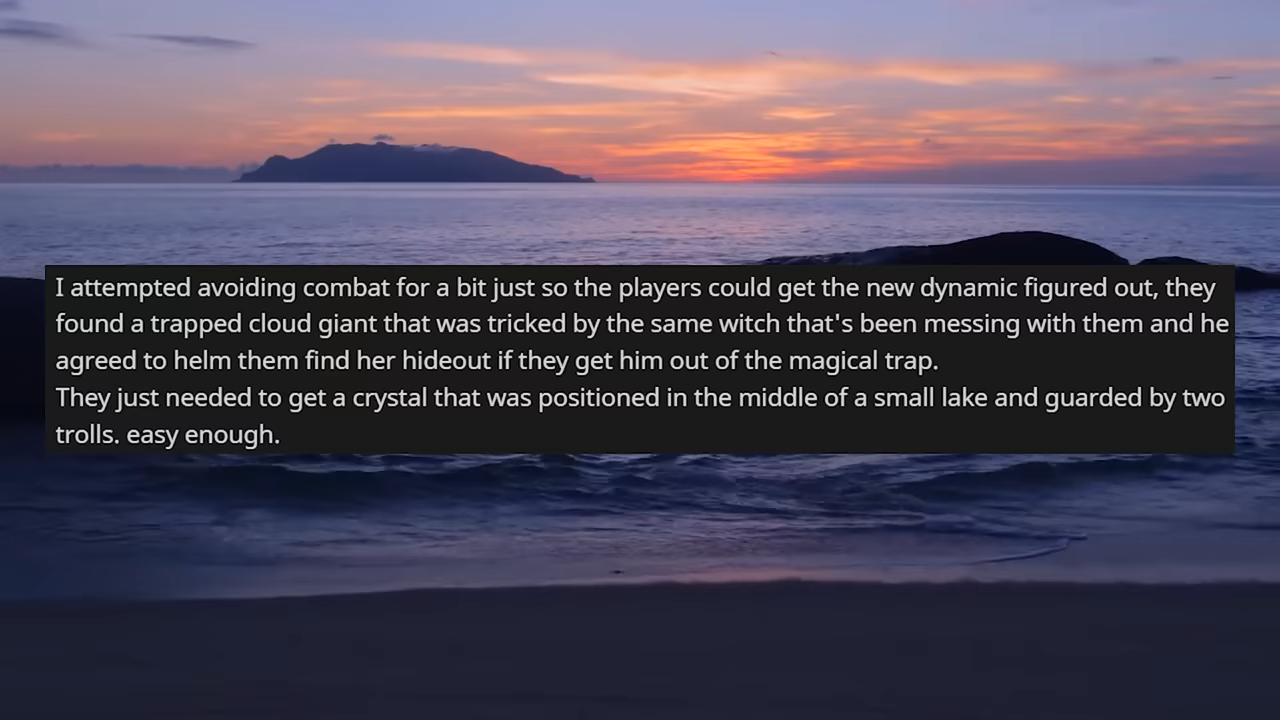 I attempted avoiding combat for a bit just so the players could get the new dynamic figured out, they
found a trapped cloud giant that was tricked by the same witch that's been messing with them and he
agreed to helm them find her hideout if they get him out of the magical trap.
They just needed to get a crystal that was positioned in the middle of a small lake and guarded by two
trolls. easy enough.